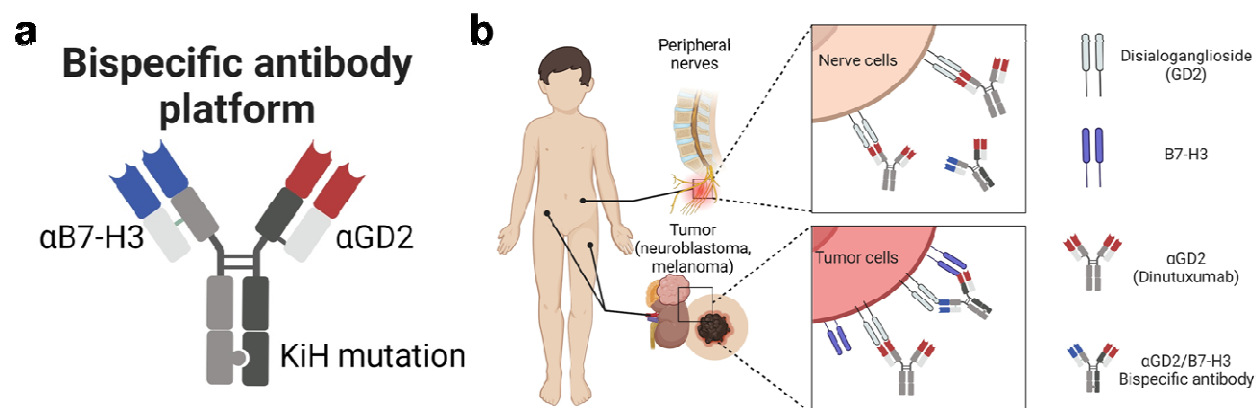 a
Bispecific antibody
platform
αB7-H3
αGD2
KiH mutation
b
Peripheral
nerves
Tumor
(neuroblastoma,
melanoma)
Nerve cells
Tumor cells
Disialoganglioside
(GD2)
B7-H3
αGD2
(Dinutuxumab)
αGD2/B7-H3
Bispecific antibody